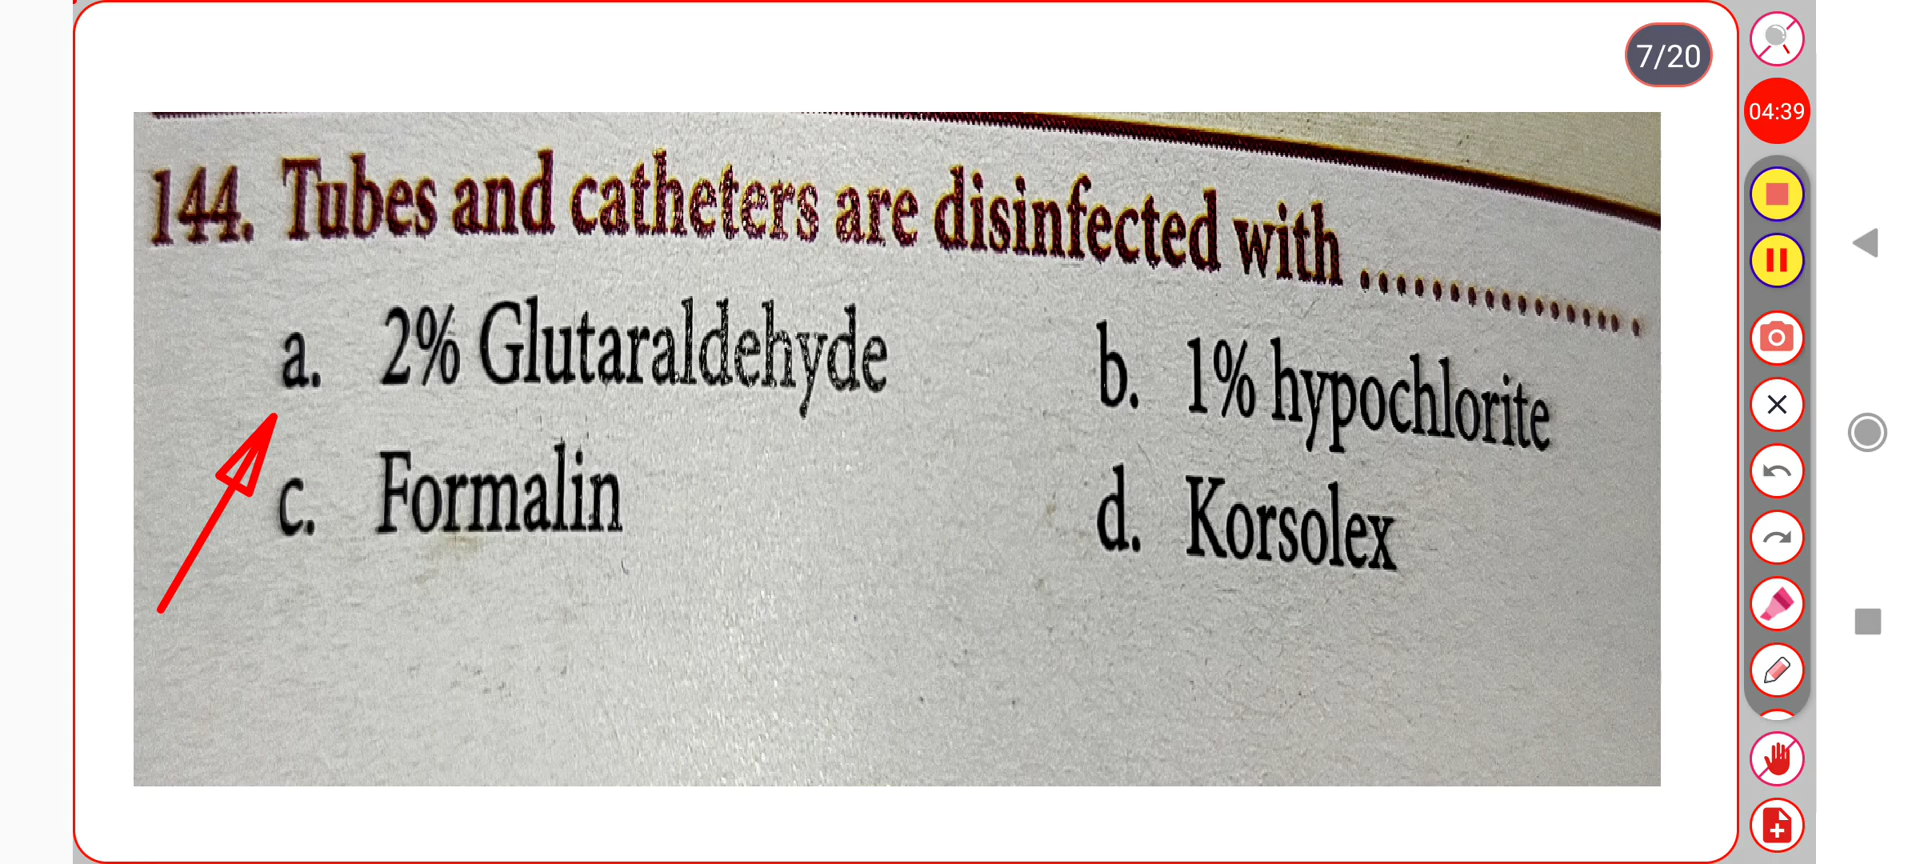 7/20
04:39
144. Tubes and catheters are disinfected with ................
a. 2% Glutaraldehyde b. 1% hypochlorite
c. Formalin d. Korsolex